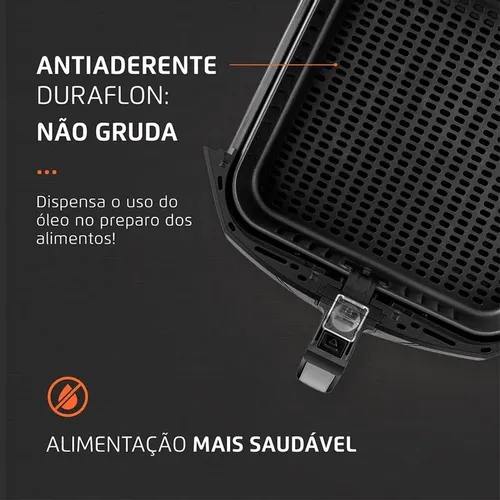 ANTIADERENTE
DURAFLON:
NÃO GRUDA
Dispensa o uso do
óleo no preparo dos
alimentos!
ALIMENTAÇÃO MAIS SAUDÁVEL